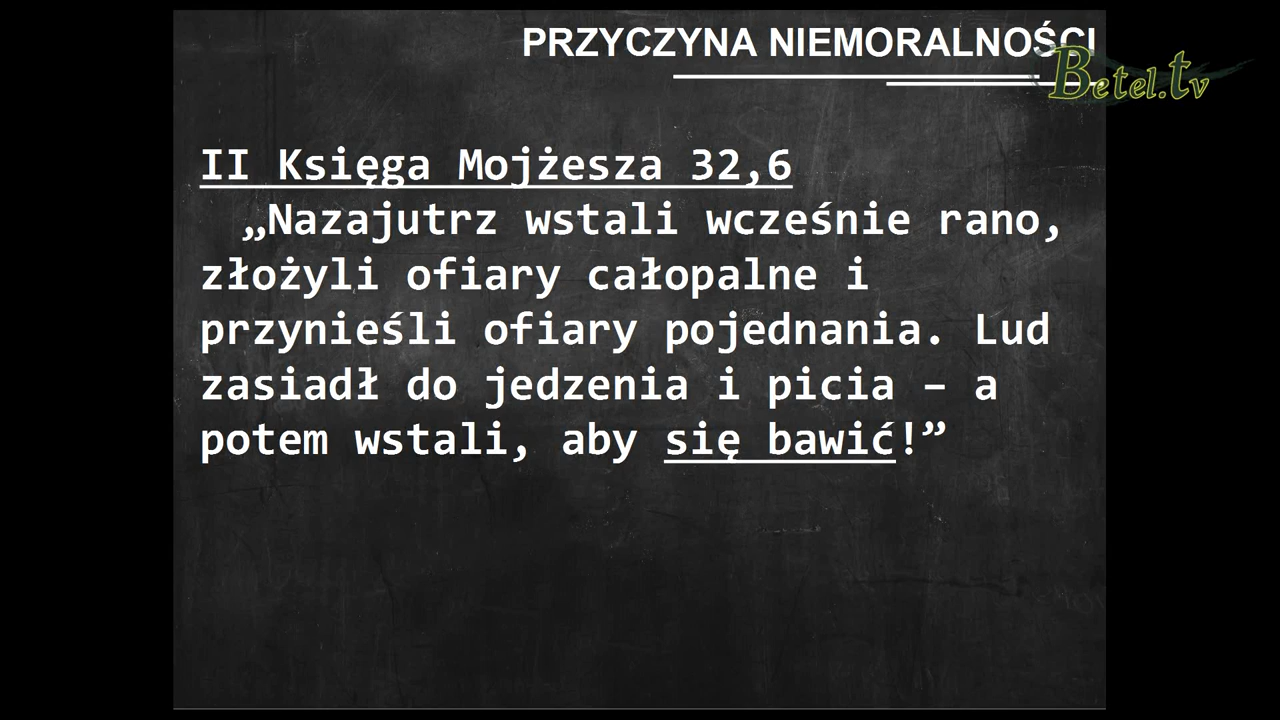 PRZYCZYNA NIEMORALNOŚCI
Betel.tv
II Księga Mojżesza 32,6
„Nazajutrz wstali wcześnie rano,
złożyli ofiary całopalne i
przynieśli ofiary pojednania. Lud
zasiadł do jedzenia i picia – a
potem wstali, aby się bawić!”